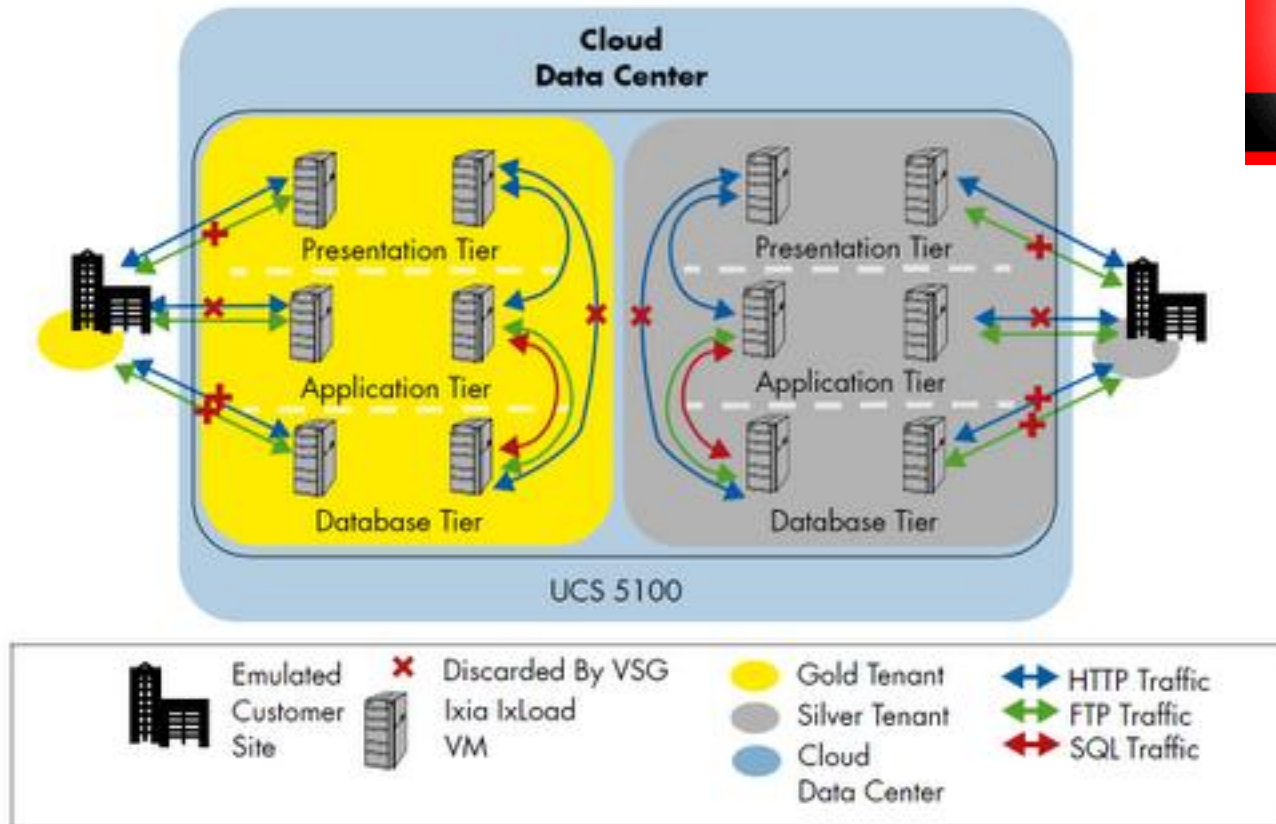 Cloud
Data Center
Presentation Tier
Presentation Tier
Application Tier
Application Tier
Database Tier
Database Tier
UCS 5100
Emulated
Customer
Site
Discarded By VSG
Ixia IxLoad
VM
Gold Tenant
Silver Tenant
Cloud
Data Center
HTTP Traffic
FTP Traffic
SQL Traffic